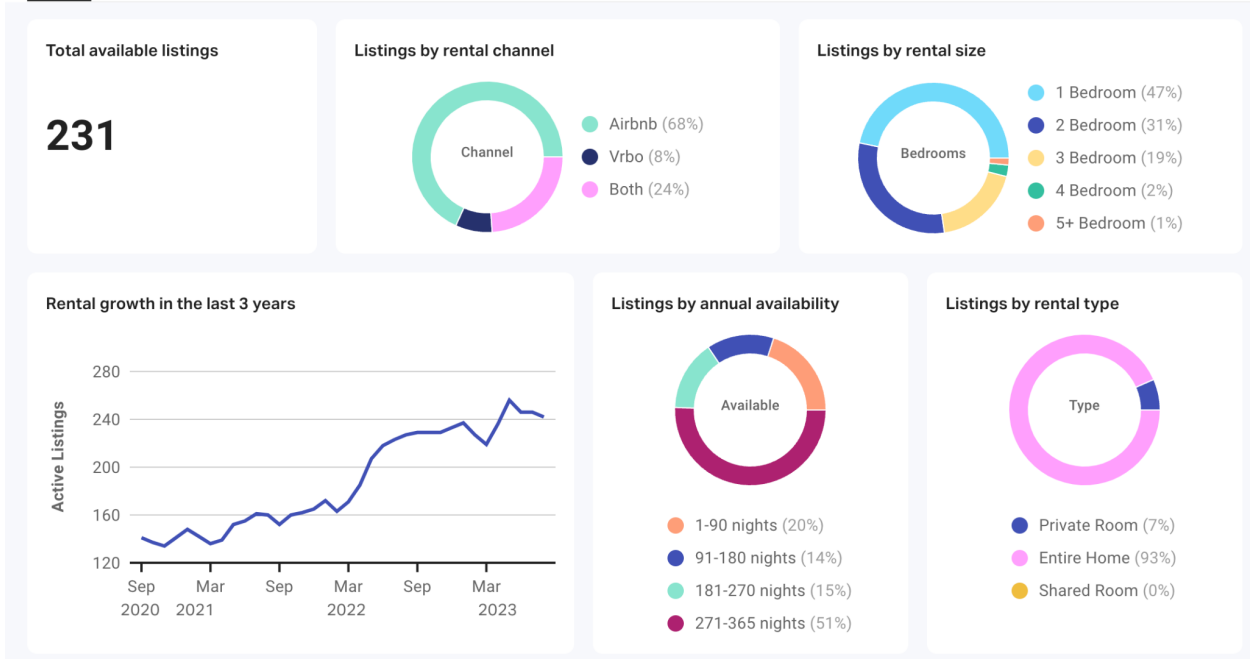 Total available listings
231
Listings by rental channel
Channel
Airbnb (68%)
Vrbo (8%)
Both (24%)
Listings by rental size
Bedrooms
1 Bedroom (47%)
2 Bedroom (31%)
3 Bedroom (19%)
4 Bedroom (2%)
5+ Bedroom (1%)
Rental growth in the last 3 years
Active Listings
280
240
200
160
120
Sep Mar Sep Mar Sep Mar
2020 2021 2022 2023
Listings by annual availability
Available
1-90 nights (20%)
91-180 nights (14%)
181-270 nights (15%)
271-365 nights (51%)
Listings by rental type
Type
Private Room (7%)
Entire Home (93%)
Shared Room (0%)